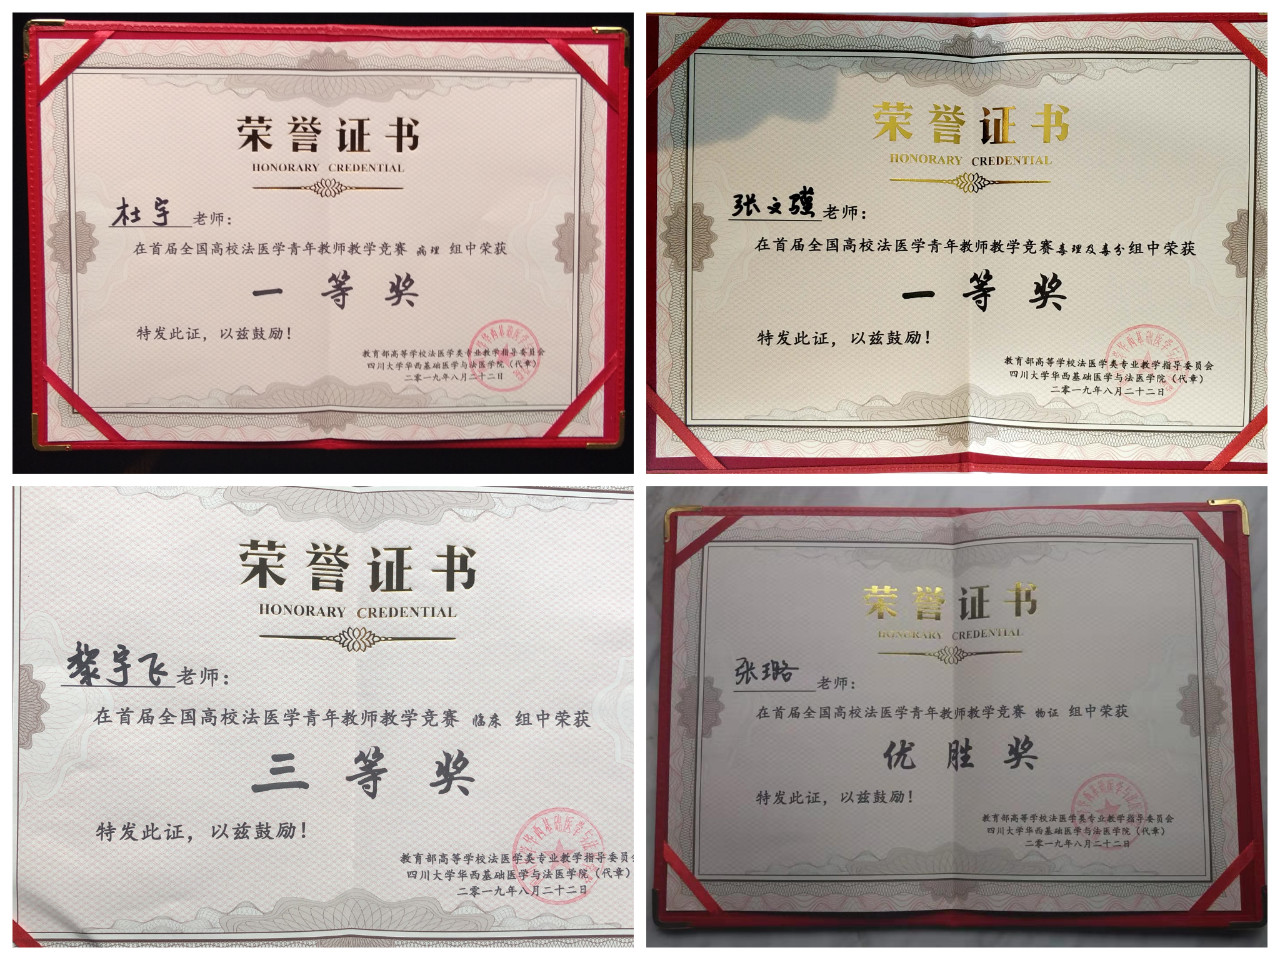 荣誉证书
HONORARY CREDENTIAL
杜宇 老师：
在首届全国高校法医学青年教师教学竞赛 病理 组中荣获
一等奖
特发此证，以兹鼓励！
教育部高等学校法医学类专业教学指导委员会
四川大学华西基础医学与法医学院（代章）
二零一九年八月二十二日
荣誉证书
HONORARY CREDENTIAL
张文骥 老师：
在首届全国高校法医学青年教师教学竞赛毒理及毒分组中荣获
一等奖
特发此证，以兹鼓励！
教育部高等学校法医学类专业教学指导委员会
四川大学华西基础医学与法医学院（代章）
二零一九年八月二十二日
荣誉证书
HONORARY CREDENTIAL
黎宇飞 老师：
在首届全国高校法医学青年教师教学竞赛 临床 组中荣获
三等奖
特发此证，以兹鼓励！
教育部高等学校法医学类专业教学指导委员会
四川大学华西基础医学与法医学院（代章）
二零一九年八月二十二日
荣誉证书
HONORARY CREDENTIAL
张璐 老师：
在首届全国高校法医学青年教师教学竞赛 物证 组中荣获
优胜奖
特发此证，以兹鼓励！
教育部高等学校法医学类专业教学指导委员会
四川大学华西基础医学与法医学院（代章）
二零一九年八月二十二日